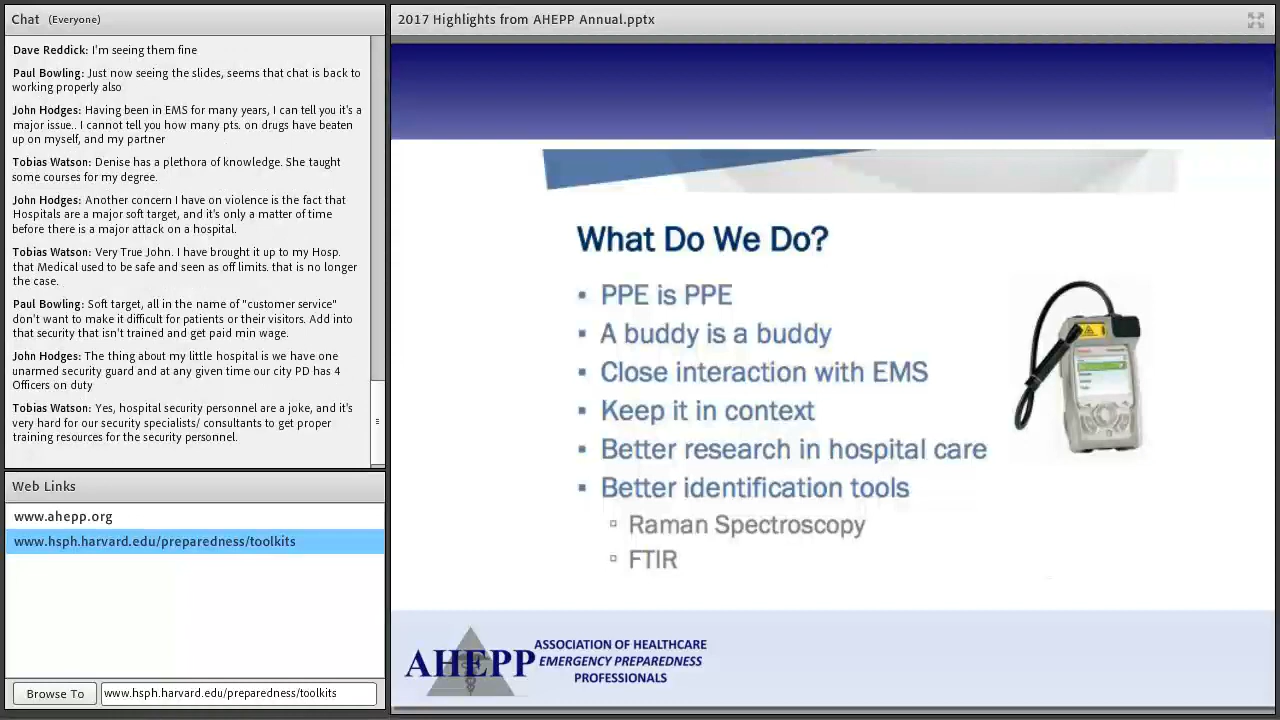 Chat (Everyone)
Dave Reddick: I'm seeing them fine
Paul Bowling: Just now seeing the slides, seems that chat is back to
working properly also
John Hodges: Having been in EMS for many years, I can tell you it's a
major issue.. I cannot tell you how many pts. on drugs have beaten
up on myself, and my partner
Tobias Watson: Denise has a plethora of knowledge. She taught
some courses for my degree.
John Hodges: Another concern I have on violence is the fact that
Hospitals are a major soft target, and it's only a matter of time
before there is a major attack on a hospital.
Tobias Watson: Very True John. I have brought it up to my Hosp.
that Medical used to be safe and seen as off limits. that is no longer
the case.
Paul Bowling: Soft target, all in the name of "customer service"
don't want to make it difficult for patients or their visitors. Add into
that security that isn't trained and get paid min wage.
John Hodges: The thing about my little hospital is we have one
unarmed security guard and at any given time our city PD has 4
Officers on duty
Tobias Watson: Yes, hospital security personnel are a joke, and it's
very hard for our security specialists/ consultants to get proper
training resources for the security personnel.
Web Links
www.ahepp.org
www.hsph.harvard.edu/preparedness/toolkits
Browse To www.hsph.harvard.edu/preparedness/toolkits
2017 Highlights from AHEPP Annual.pptx
What Do We Do?
▪ PPE is PPE
▪ A buddy is a buddy
▪ Close interaction with EMS
▪ Keep it in context
▪ Better research in hospital care
▪ Better identification tools
▫ Raman Spectroscopy
▫ FTIR
AHEPP
ASSOCIATION OF HEALTHCARE
EMERGENCY PREPAREDNESS
PROFESSIONALS